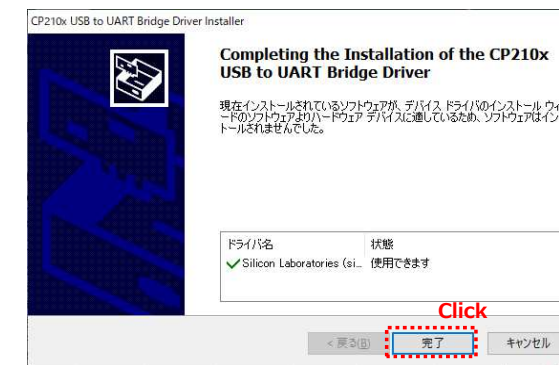 CP210x USB to UART Bridge Driver Installer
Completing the Installation of the CP210x
USB to UART Bridge Driver
現在インストールされているソフトウェアが、デバイス ドライバのインストール ウィ
ードのソフトウェアよりハードウェア デバイスに適しているため、ソフトウェアはイン
トールされませんでした。
ドライバ名 状態
Silicon Laboratories (si... 使用できます
Click
< 戻る(B) 完了 キャンセル